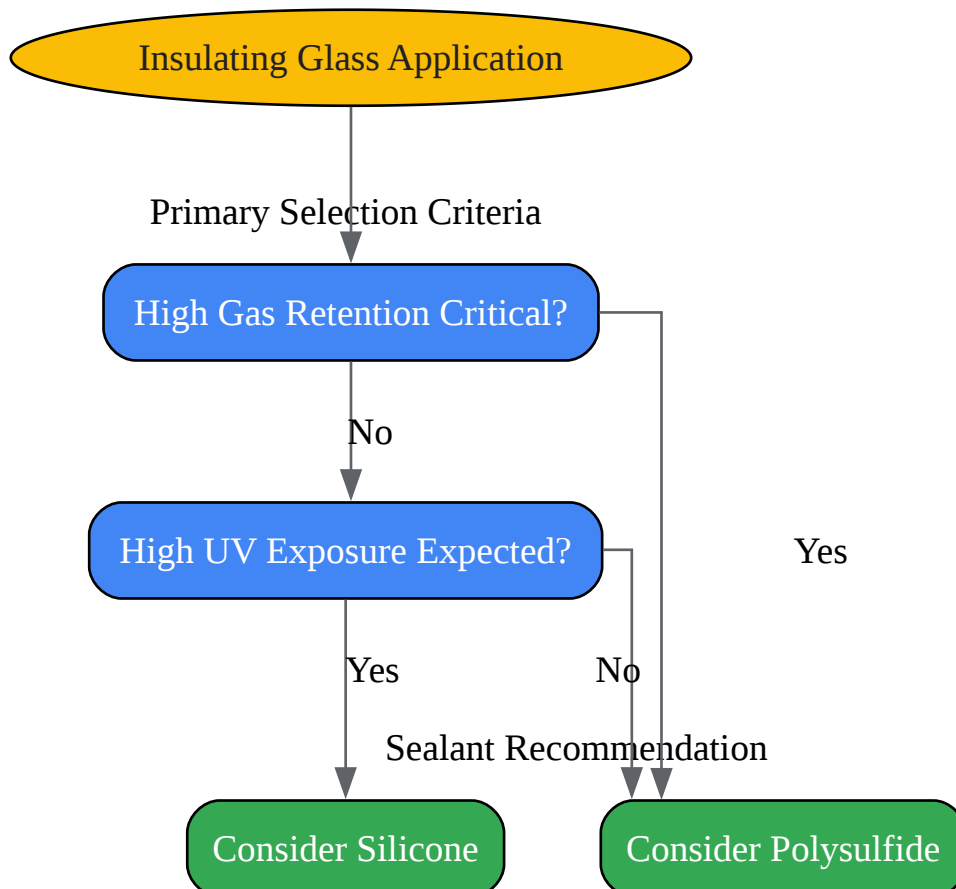 Insulating Glass Application
Primary Selection Criteria
High Gas Retention Critical?
No
High UV Exposure Expected?
Yes
Yes
No
Sealant Recommendation
Consider Silicone
Consider Polysulfide